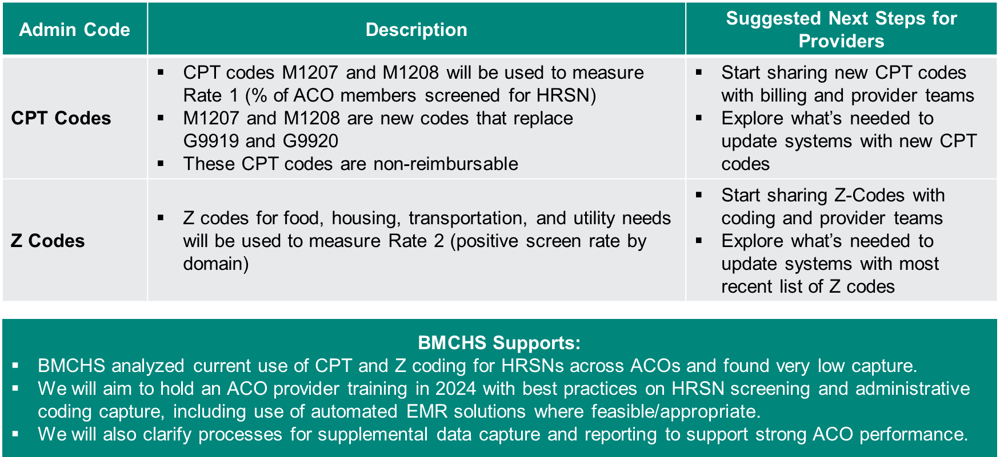 Admin Code
Description
Suggested Next Steps for
Providers
CPT Codes
▪ CPT codes M1207 and M1208 will be used to measure
Rate 1 (% of ACO members screened for HRSN)
▪ M1207 and M1208 are new codes that replace
G9919 and G9920
▪ These CPT codes are non-reimbursable
▪ Start sharing new CPT codes
with billing and provider teams
▪ Explore what’s needed to
update systems with new CPT
codes
Z Codes
▪ Z codes for food, housing, transportation, and utility needs
will be used to measure Rate 2 (positive screen rate by
domain)
▪ Start sharing Z-Codes with
coding and provider teams
▪ Explore what’s needed to
update systems with most
recent list of Z codes
BMCHS Supports:
▪ BMCHS analyzed current use of CPT and Z coding for HRSNs across ACOs and found very low capture.
▪ We will aim to hold an ACO provider training in 2024 with best practices on HRSN screening and administrative
coding capture, including use of automated EMR solutions where feasible/appropriate.
▪ We will also clarify processes for supplemental data capture and reporting to support strong ACO performance.